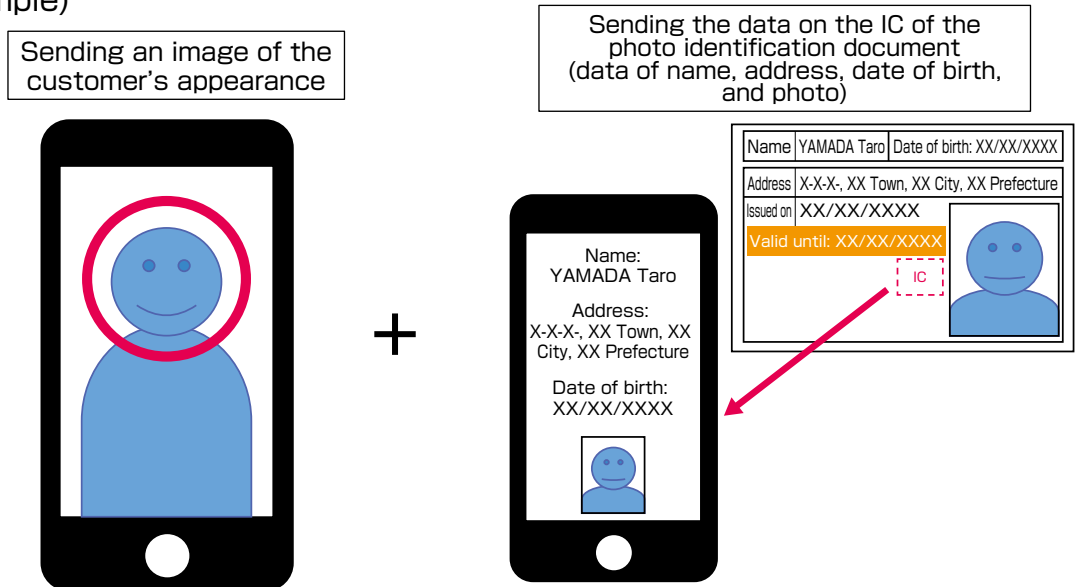 Sending an image of the
customer's appearance
Sending the data on the IC of the
photo identification document
(data of name, address, date of birth,
and photo)
Name YAMADA Taro Date of birth: XX/XX/XXXX
Address X-X-X-, XX Town, XX City, XX Prefecture
Issued on XX/XX/XXXX
Valid until: XX/XX/XXXX
IC
+
Name:
YAMADA Taro
Address:
X-X-X-, XX Town, XX
City, XX Prefecture
Date of birth:
XX/XX/XXXX